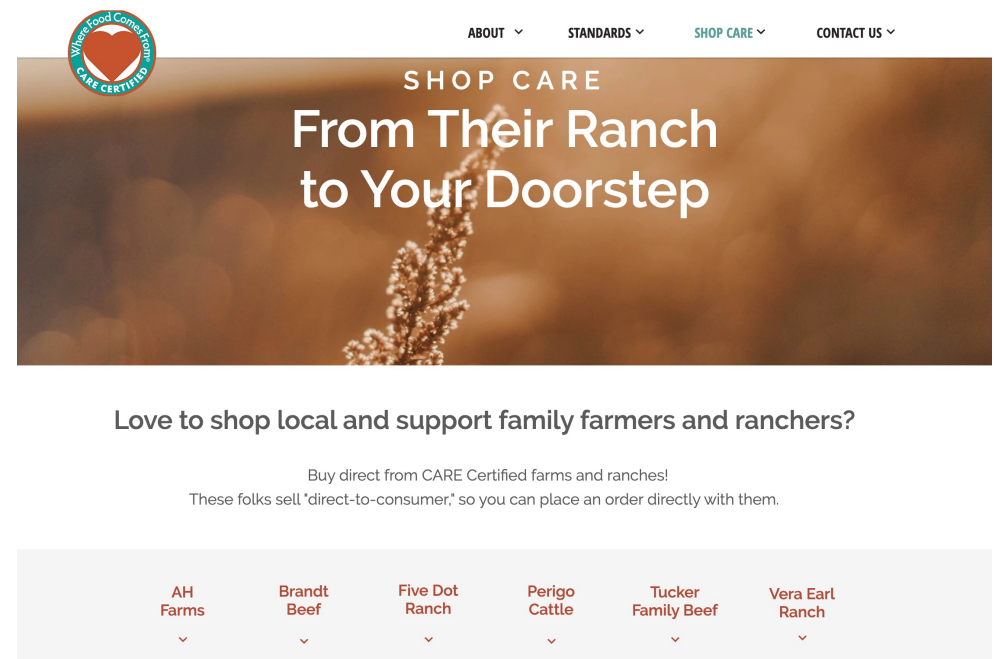 Where Food Comes From®
CARE CERTIFIED
ABOUT STANDARDS SHOP CARE CONTACT US
SHOP CARE
From Their Ranch
to Your Doorstep
Love to shop local and support family farmers and ranchers?
Buy direct from CARE Certified farms and ranches!
These folks sell "direct-to-consumer," so you can place an order directly with them.
AH
Farms
Brandt
Beef
Five Dot
Ranch
Perigo
Cattle
Tucker
Family Beef
Vera Earl
Ranch